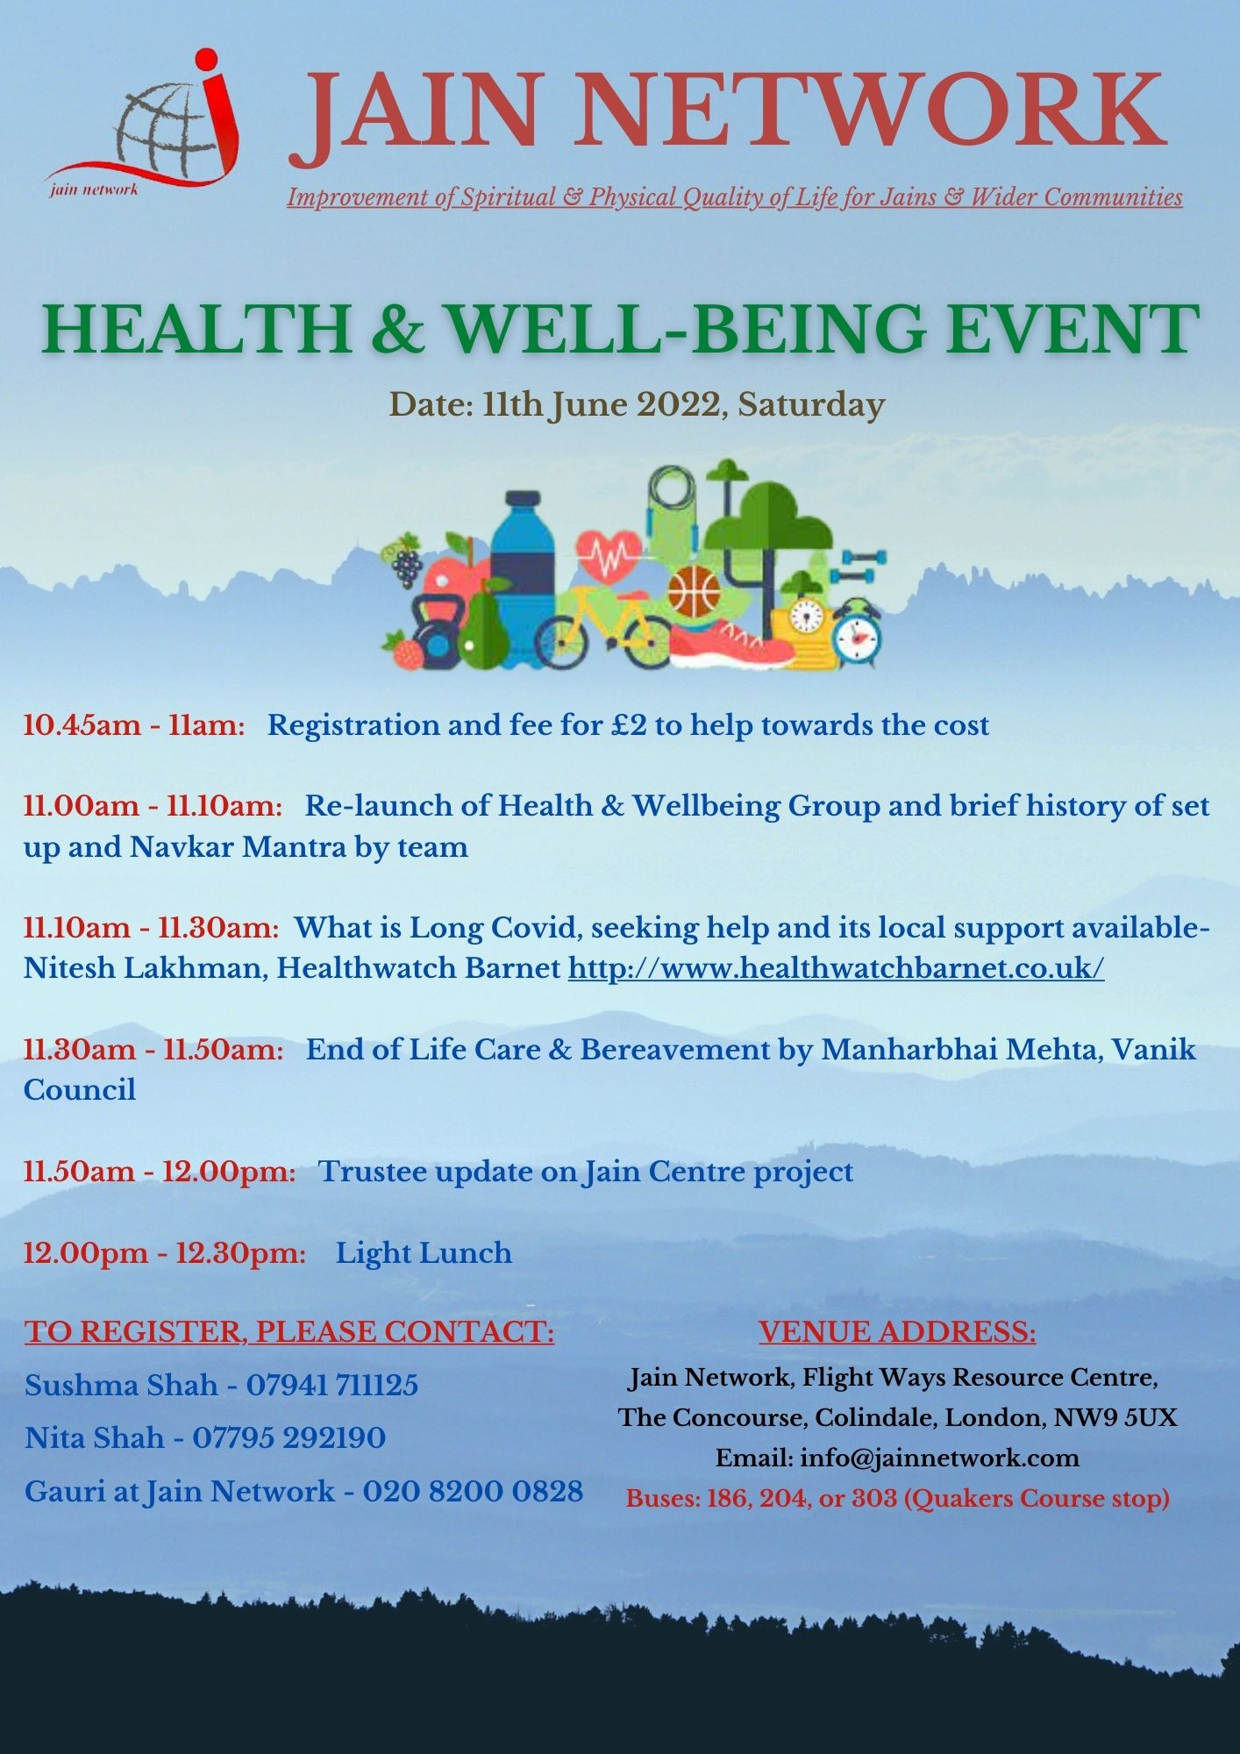 jain network
JAIN NETWORK
Improvement of Spiritual & Physical Quality of Life for Jains & Wider Communities
HEALTH & WELL-BEING EVENT
Date: 11th June 2022, Saturday
10.45am - 11am: Registration and fee for £2 to help towards the cost
11.00am - 11.10am: Re-launch of Health & Wellbeing Group and brief history of set
up and Navkar Mantra by team
11.10am - 11.30am: What is Long Covid, seeking help and its local support available-
Nitesh Lakhman, Healthwatch Barnet http://www.healthwatchbarnet.co.uk/
11.30am - 11.50am: End of Life Care & Bereavement by Manharbhai Mehta, Vanik
Council
11.50am - 12.00pm: Trustee update on Jain Centre project
12.00pm - 12.30pm: Light Lunch
TO REGISTER, PLEASE CONTACT:
Sushma Shah - 07941 711125
Nita Shah - 07795 292190
Gauri at Jain Network - 020 8200 0828
VENUE ADDRESS:
Jain Network, Flight Ways Resource Centre,
The Concourse, Colindale, London, NW9 5UX
Email: info@jainnetwork.com
Buses: 186, 204, or 303 (Quakers Course stop)